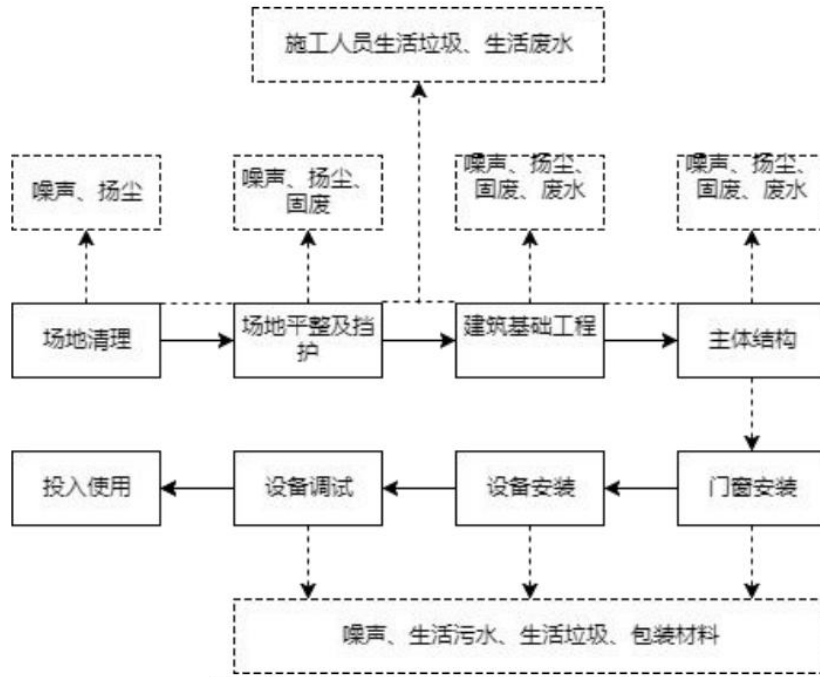 施工人员生活垃圾、生活废水
噪声、扬尘
噪声、扬尘、
固废
噪声、扬尘、
固废、废水
噪声、扬尘、
固废、废水
场地清理
场地平整及挡
护
建筑基础工程
主体结构
投入使用
设备调试
设备安装
门窗安装
噪声、生活污水、生活垃圾、包装材料